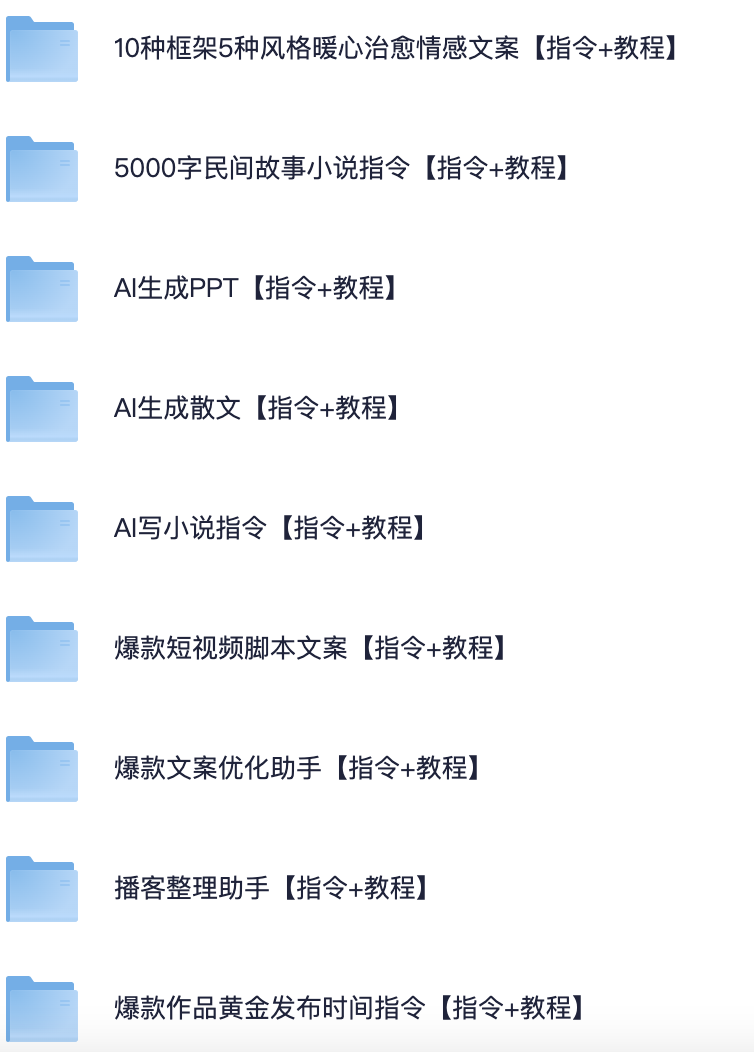 10种框架5种风格暖心治愈情感文案【指令+教程】
5000字民间故事小说指令【指令+教程】
AI生成PPT【指令+教程】
AI生成散文【指令+教程】
AI写小说指令【指令+教程】
爆款短视频脚本文案【指令+教程】
爆款文案优化助手【指令+教程】
播客整理助手【指令+教程】
爆款作品黄金发布时间指令【指令+教程】